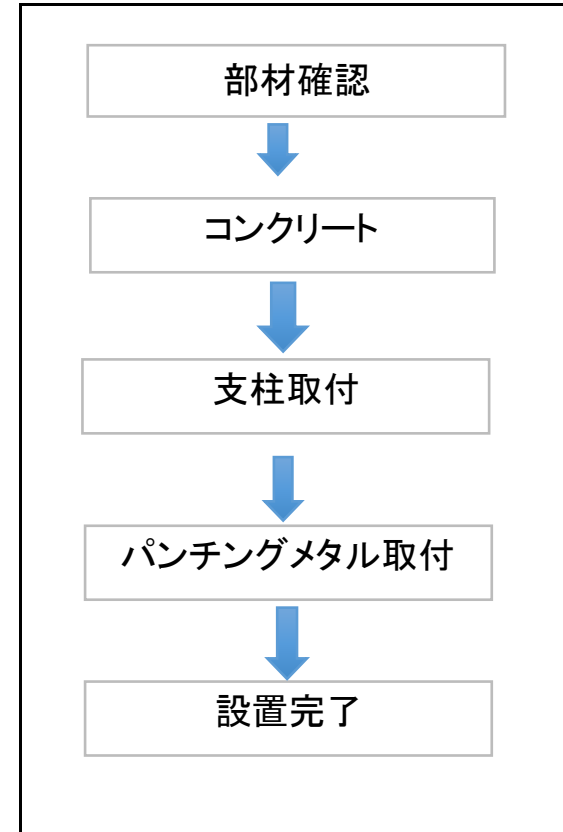 部材確認
コンクリート
支柱取付
パンチングメタル取付
設置完了